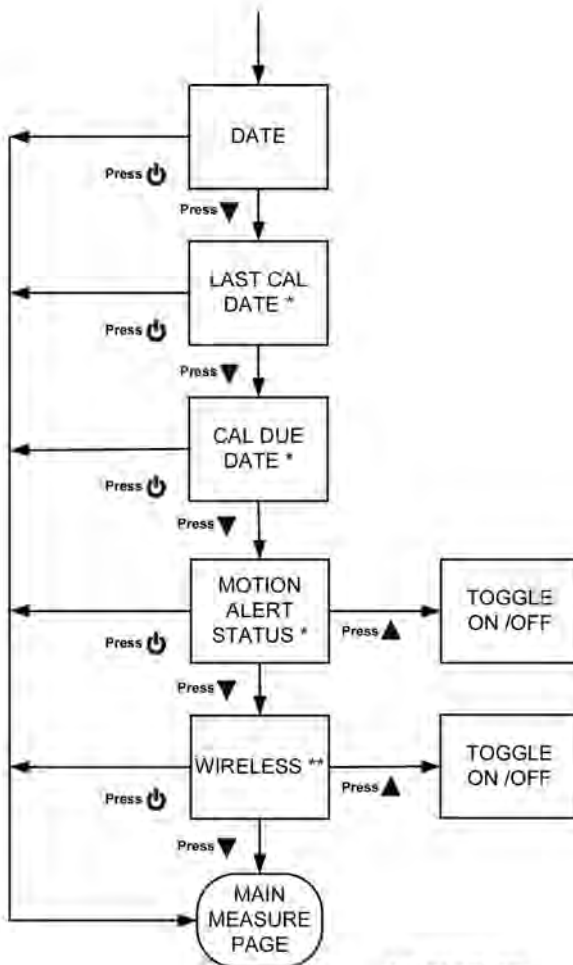 DATE
Press
Press
LAST CAL
DATE *
Press
Press
CAL DUE
DATE *
Press
Press
MOTION
ALERT
STATUS *
Press
Press
TOGGLE
ON /OFF
Press
WIRELESS **
Press
Press
TOGGLE
ON /OFF
Press
MAIN
MEASURE
PAGE